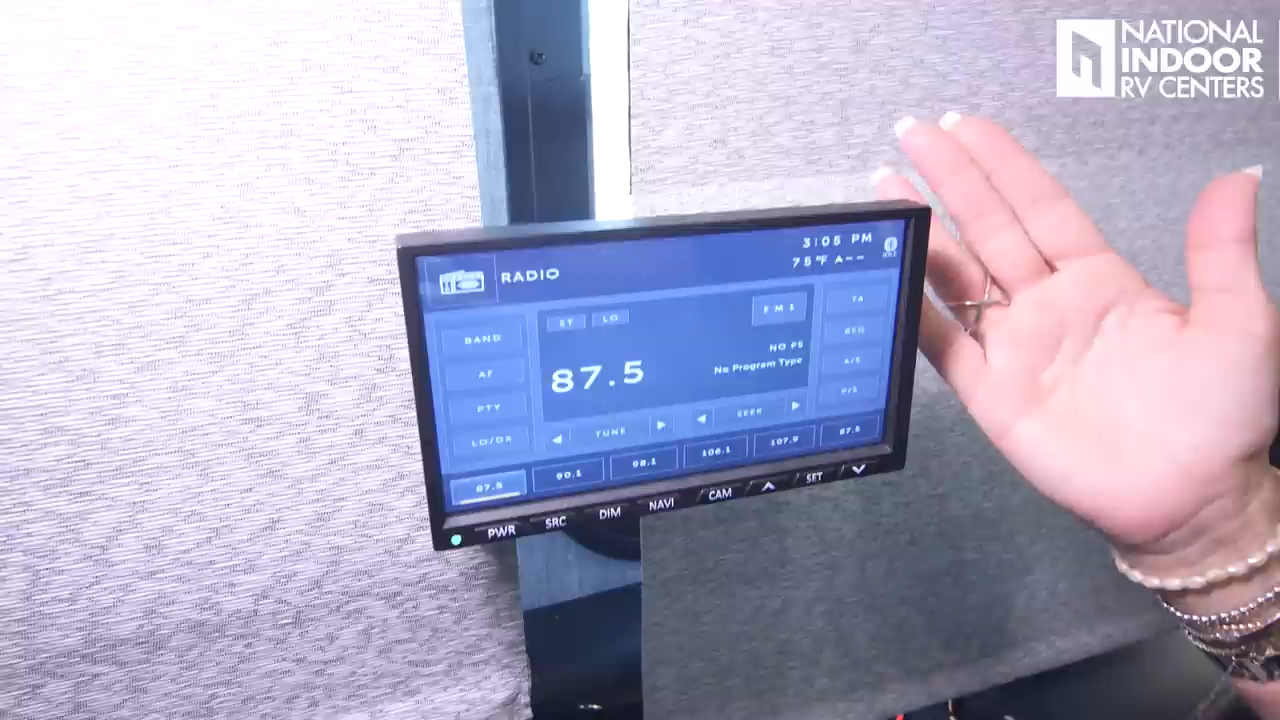 NATIONAL
INDOOR
RV CENTERS
3:05 PM
75°F A--
RADIO
BAND
AF
PTY
LO/DX
ST
LO
FM1
NO PS
No Program Type
87.5
TUNE
SEEK
TA
REG
A/S
P/S
87.5
90.1
98.1
106.1
107.9
87.5
PWR SRC DIM NAVI CAM SET